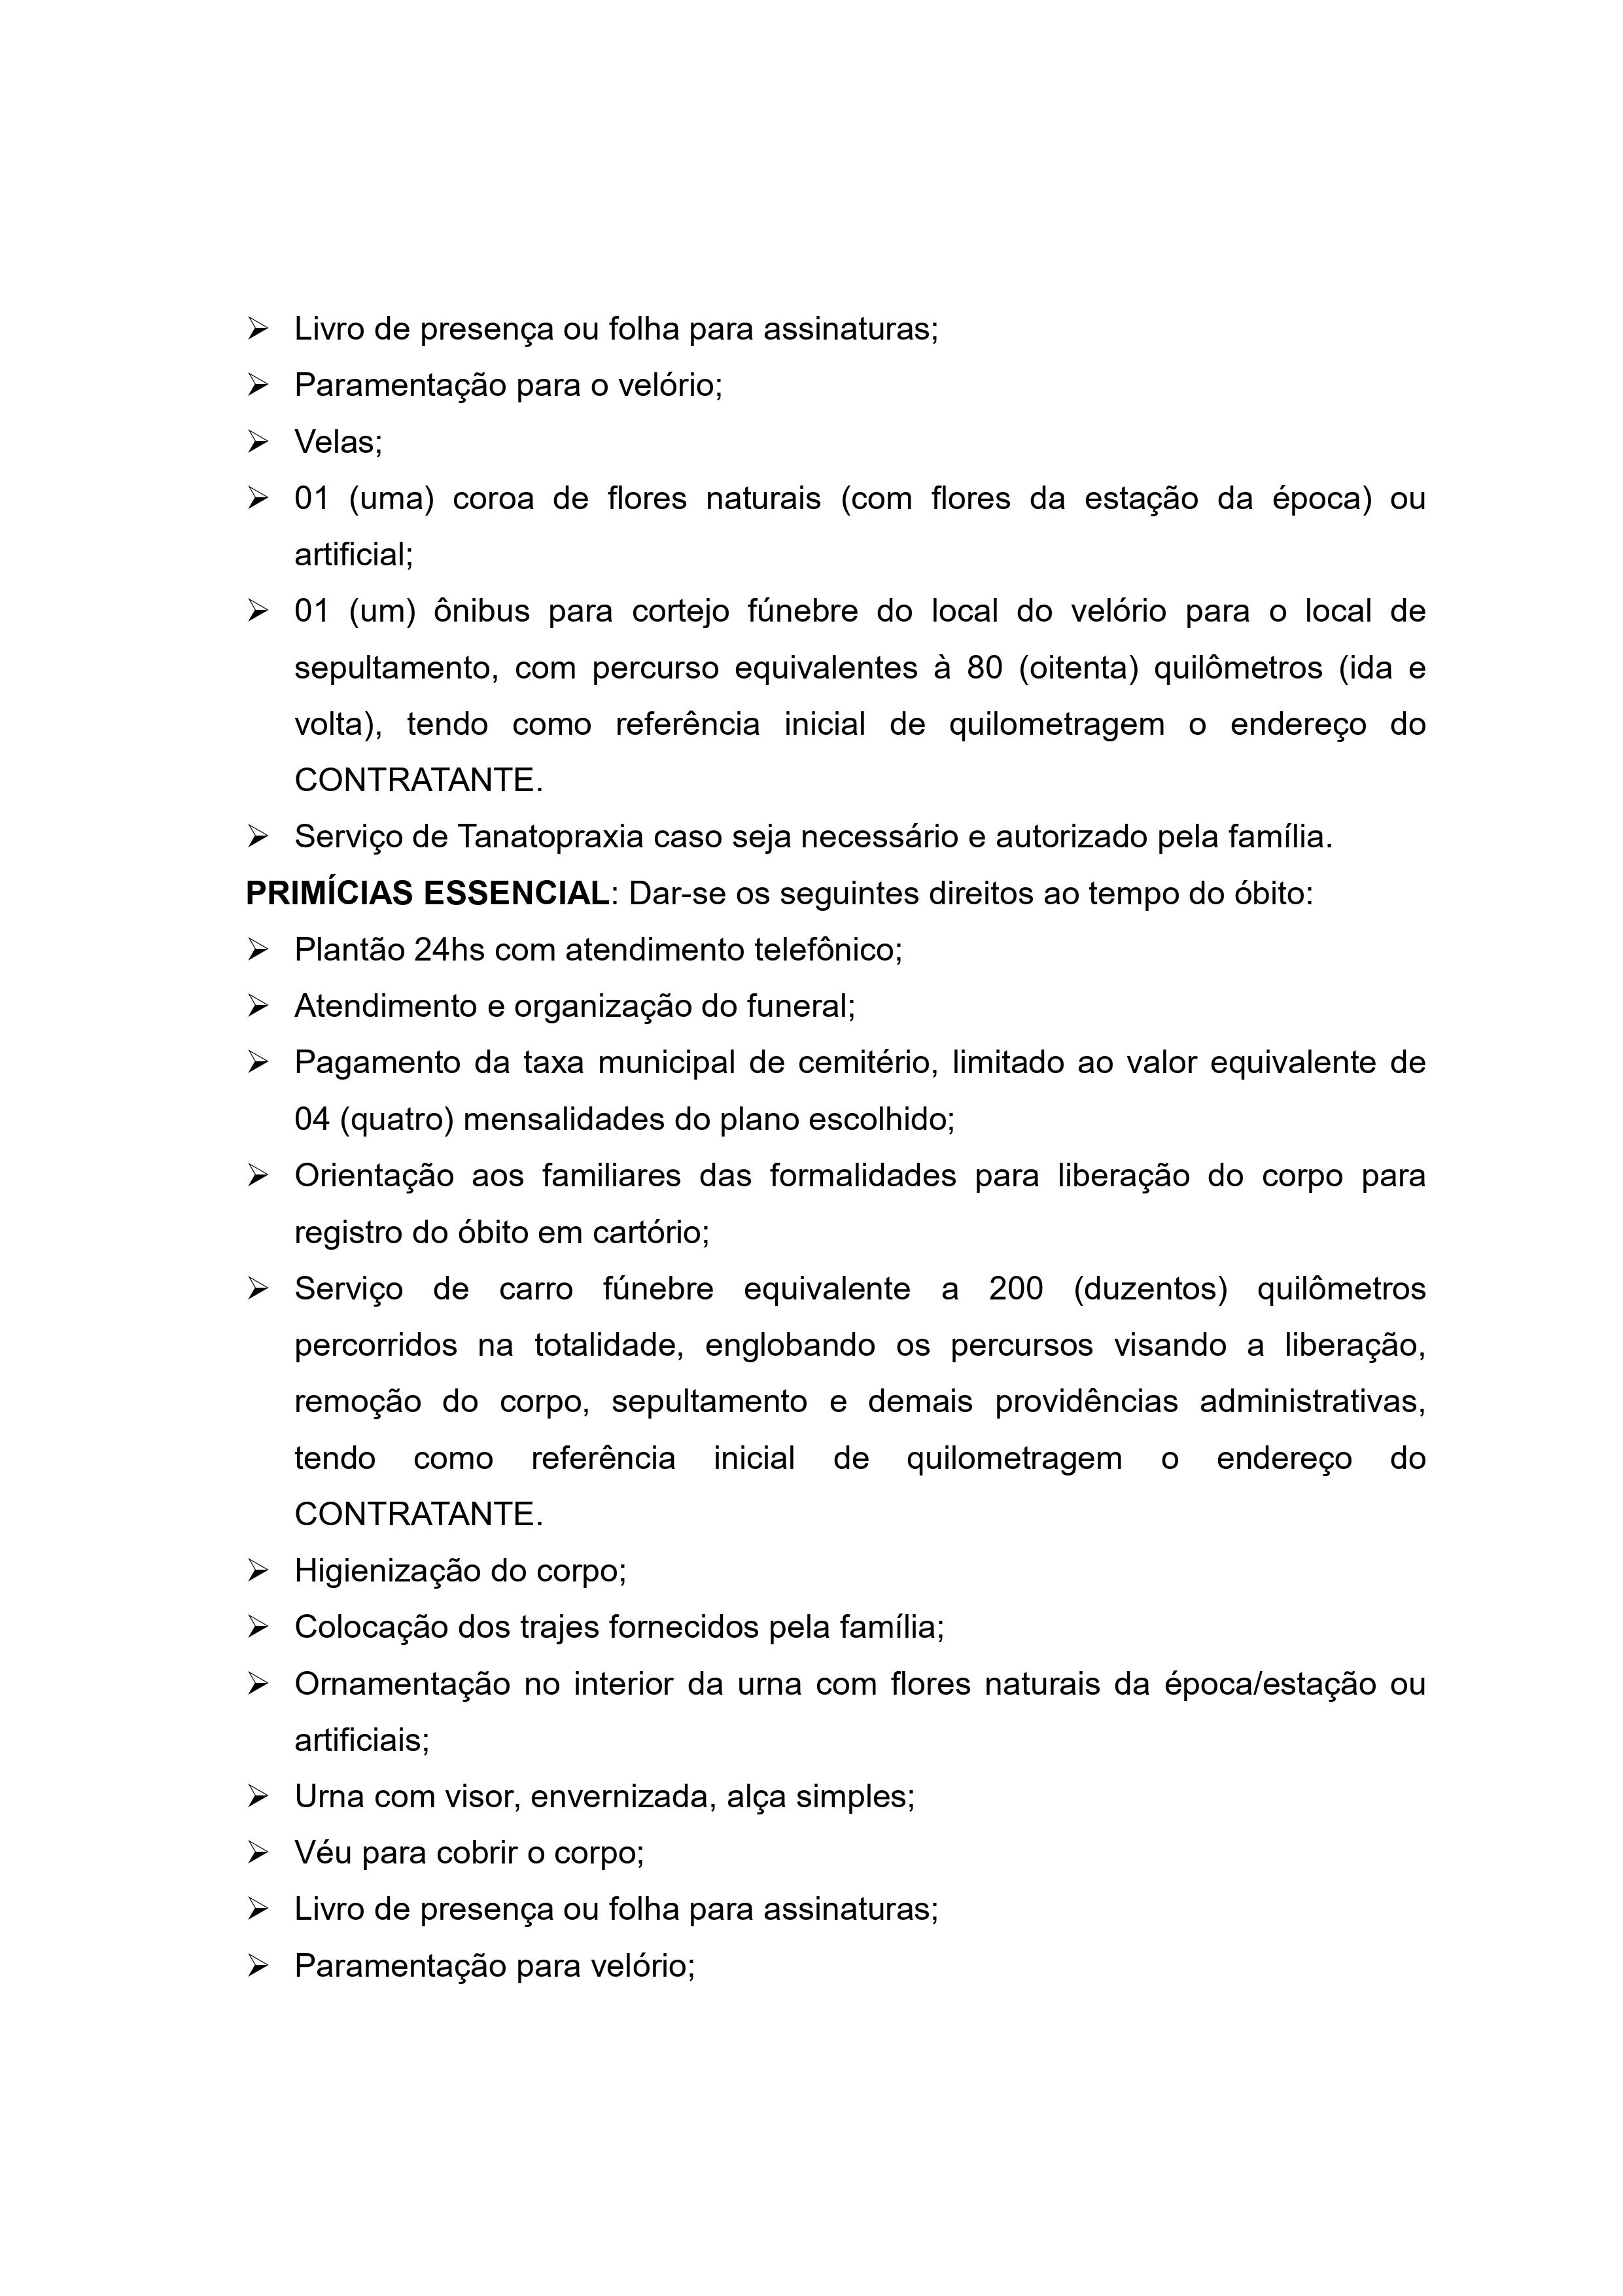 ➢ Livro de presença ou folha para assinaturas;
➢ Paramentação para o velório;
➢ Velas;
➢ 01 (uma) coroa de flores naturais (com flores da estação da época) ou
artificial;
➢ 01 (um) ônibus para cortejo fúnebre do local do velório para o local de
sepultamento, com percurso equivalentes à 80 (oitenta) quilômetros (ida e
volta), tendo como referência inicial de quilometragem o endereço do
CONTRATANTE.
➢ Serviço de Tanatopraxia caso seja necessário e autorizado pela família.
PRIMÍCIAS ESSENCIAL: Dar-se os seguintes direitos ao tempo do óbito:
➢ Plantão 24hs com atendimento telefônico;
➢ Atendimento e organização do funeral;
➢ Pagamento da taxa municipal de cemitério, limitado ao valor equivalente de
04 (quatro) mensalidades do plano escolhido;
➢ Orientação aos familiares das formalidades para liberação do corpo para
registro do óbito em cartório;
➢ Serviço de carro fúnebre equivalente a 200 (duzentos) quilômetros
percorridos na totalidade, englobando os percursos visando a liberação,
remoção do corpo, sepultamento e demais providências administrativas,
tendo como referência inicial de quilometragem o endereço do
CONTRATANTE.
➢ Higienização do corpo;
➢ Colocação dos trajes fornecidos pela família;
➢ Ornamentação no interior da urna com flores naturais da época/estação ou
artificiais;
➢ Urna com visor, envernizada, alça simples;
➢ Véu para cobrir o corpo;
➢ Livro de presença ou folha para assinaturas;
➢ Paramentação para velório;